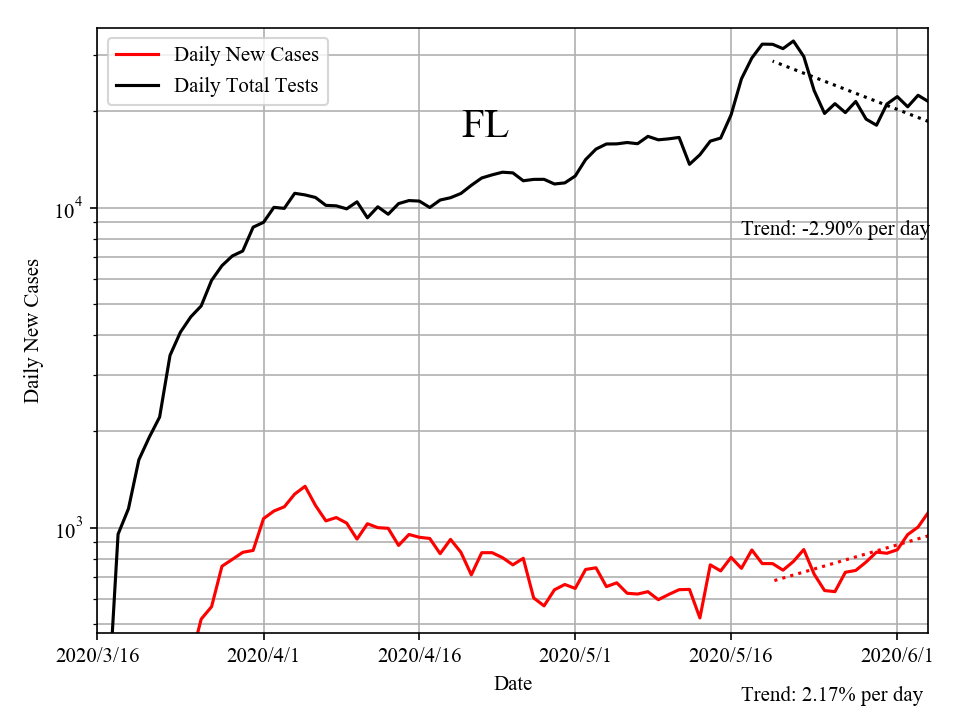 Daily New Cases
Daily Total Tests
FL
10^4
Trend: -2.90% per day
Daily New Cases
10^3
2020/3/16 2020/4/1 2020/4/16 2020/5/1 2020/5/16 2020/6/1
Date
Trend: 2.17% per day